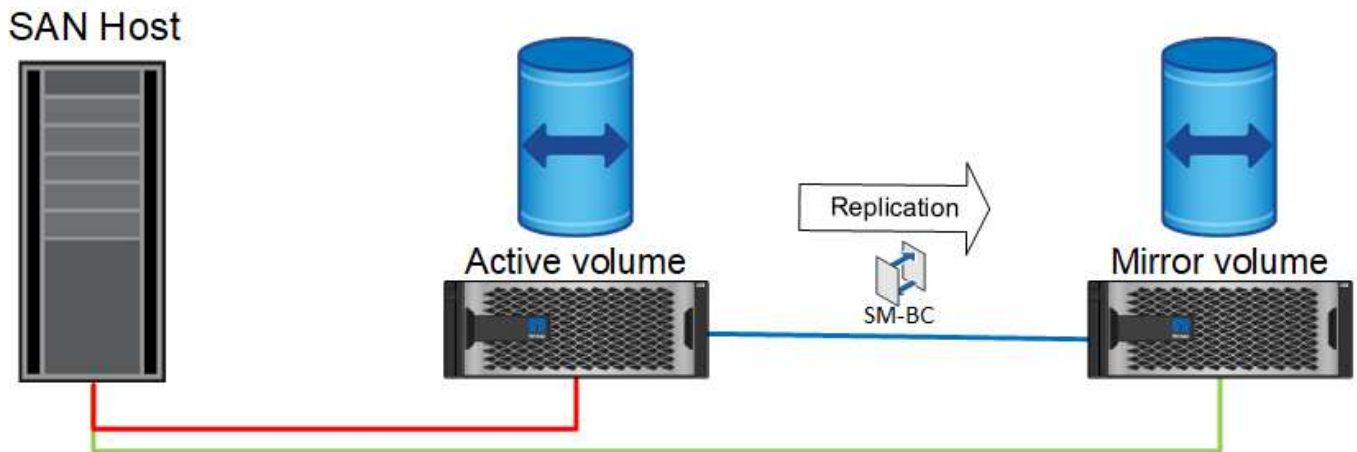 SAN Host
Replication
Active volume
Mirror volume
SM-BC